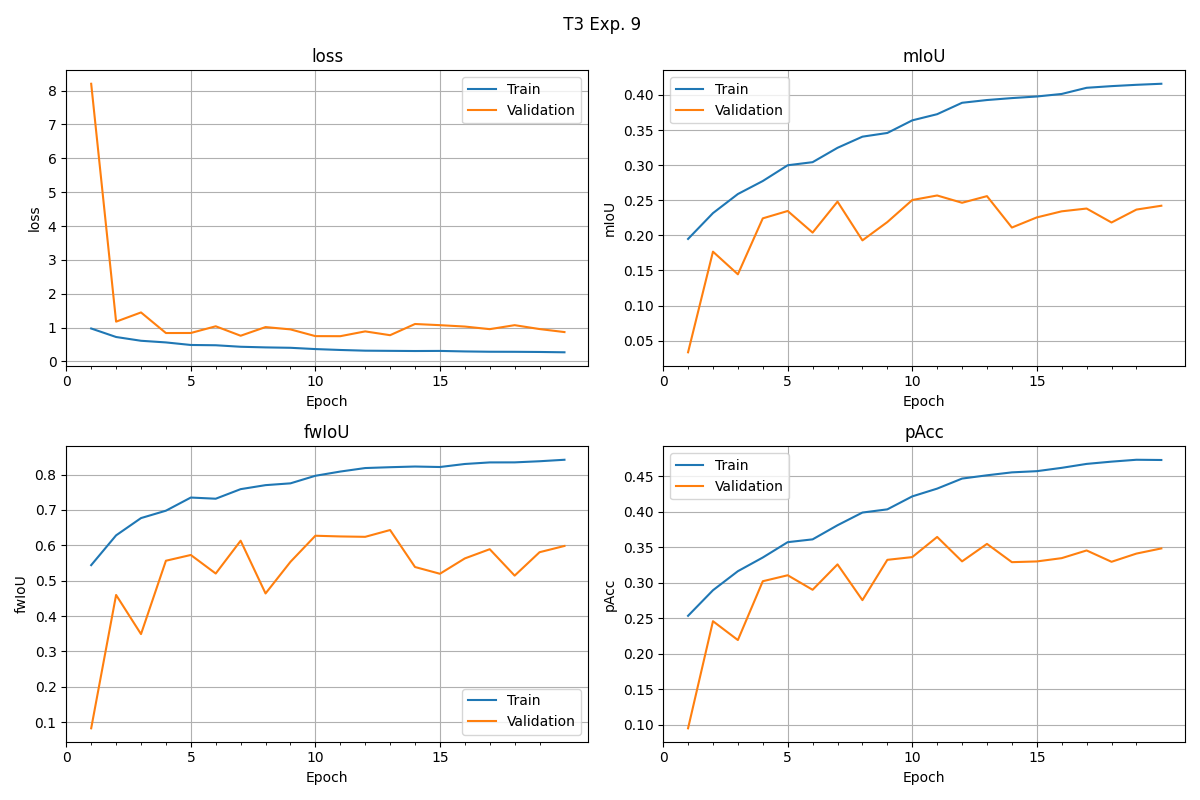 T3 Exp. 9
loss
Train
Validation
8
7
6
5
4
3
2
1
0
loss
0 5 10 15
Epoch
mIoU
Train
Validation
0.40
0.35
0.30
0.25
0.20
0.15
0.10
0.05
mIoU
0 5 10 15
Epoch
fwIoU
0.8
0.7
0.6
0.5
0.4
0.3
0.2
0.1
fwIoU
Train
Validation
0 5 10 15
Epoch
pAcc
Train
Validation
0.45
0.40
0.35
0.30
0.25
0.20
0.15
0.10
pAcc
0 5 10 15
Epoch